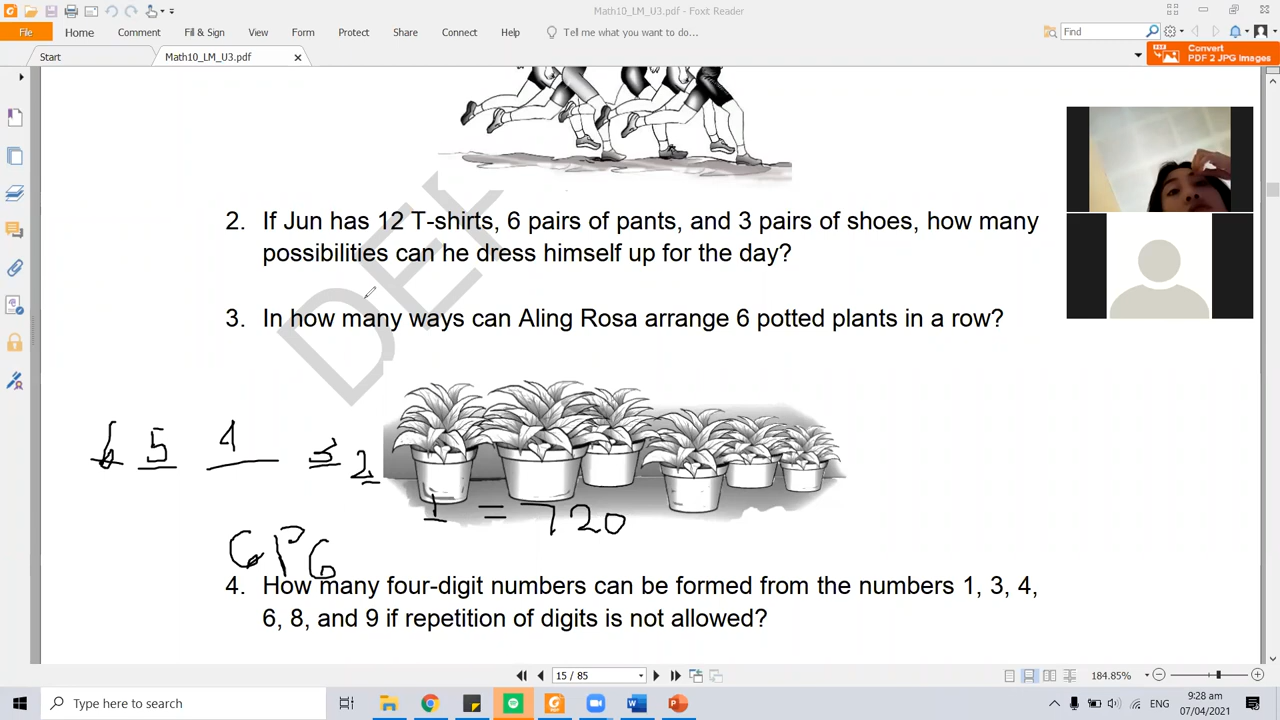 Math10_LM_U3.pdf - Foxit Reader
File Home Comment Fill & Sign View Form Protect Share Connect Help Tell me what you want to do... Find
Start Math10_LM_U3.pdf
Convert
PDF 2 JPG Images
2. If Jun has 12 T-shirts, 6 pairs of pants, and 3 pairs of shoes, how many
possibilities can he dress himself up for the day?
3. In how many ways can Aling Rosa arrange 6 potted plants in a row?
6 5 4 3 2
1 = 720
6P6
4. How many four-digit numbers can be formed from the numbers 1, 3, 4,
6, 8, and 9 if repetition of digits is not allowed?
DEF
15 / 85 184.85%
Type here to search
ENG
9:28 am
07/04/2021